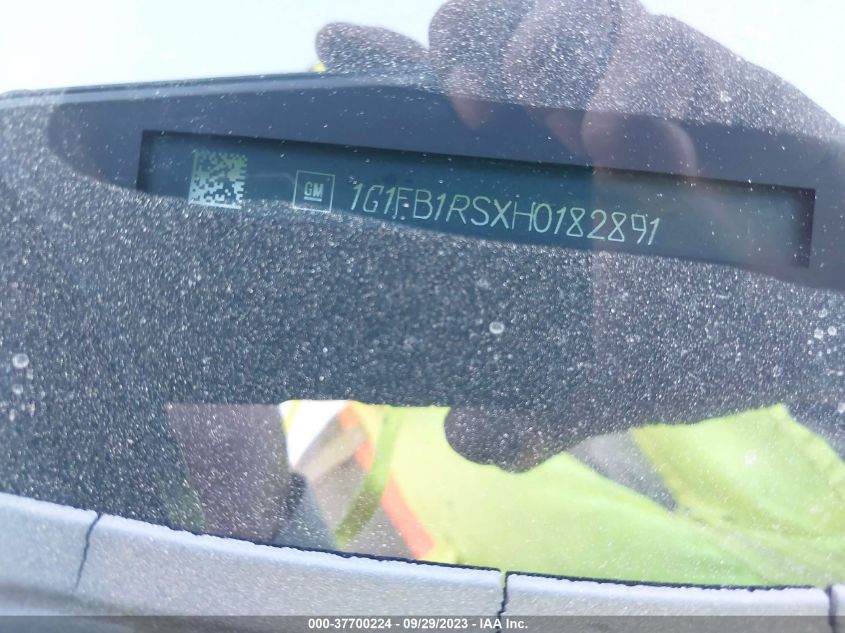 GM 1G1FB1RSXH0182891
000-37700224 - 09/29/2023 - IAA Inc.